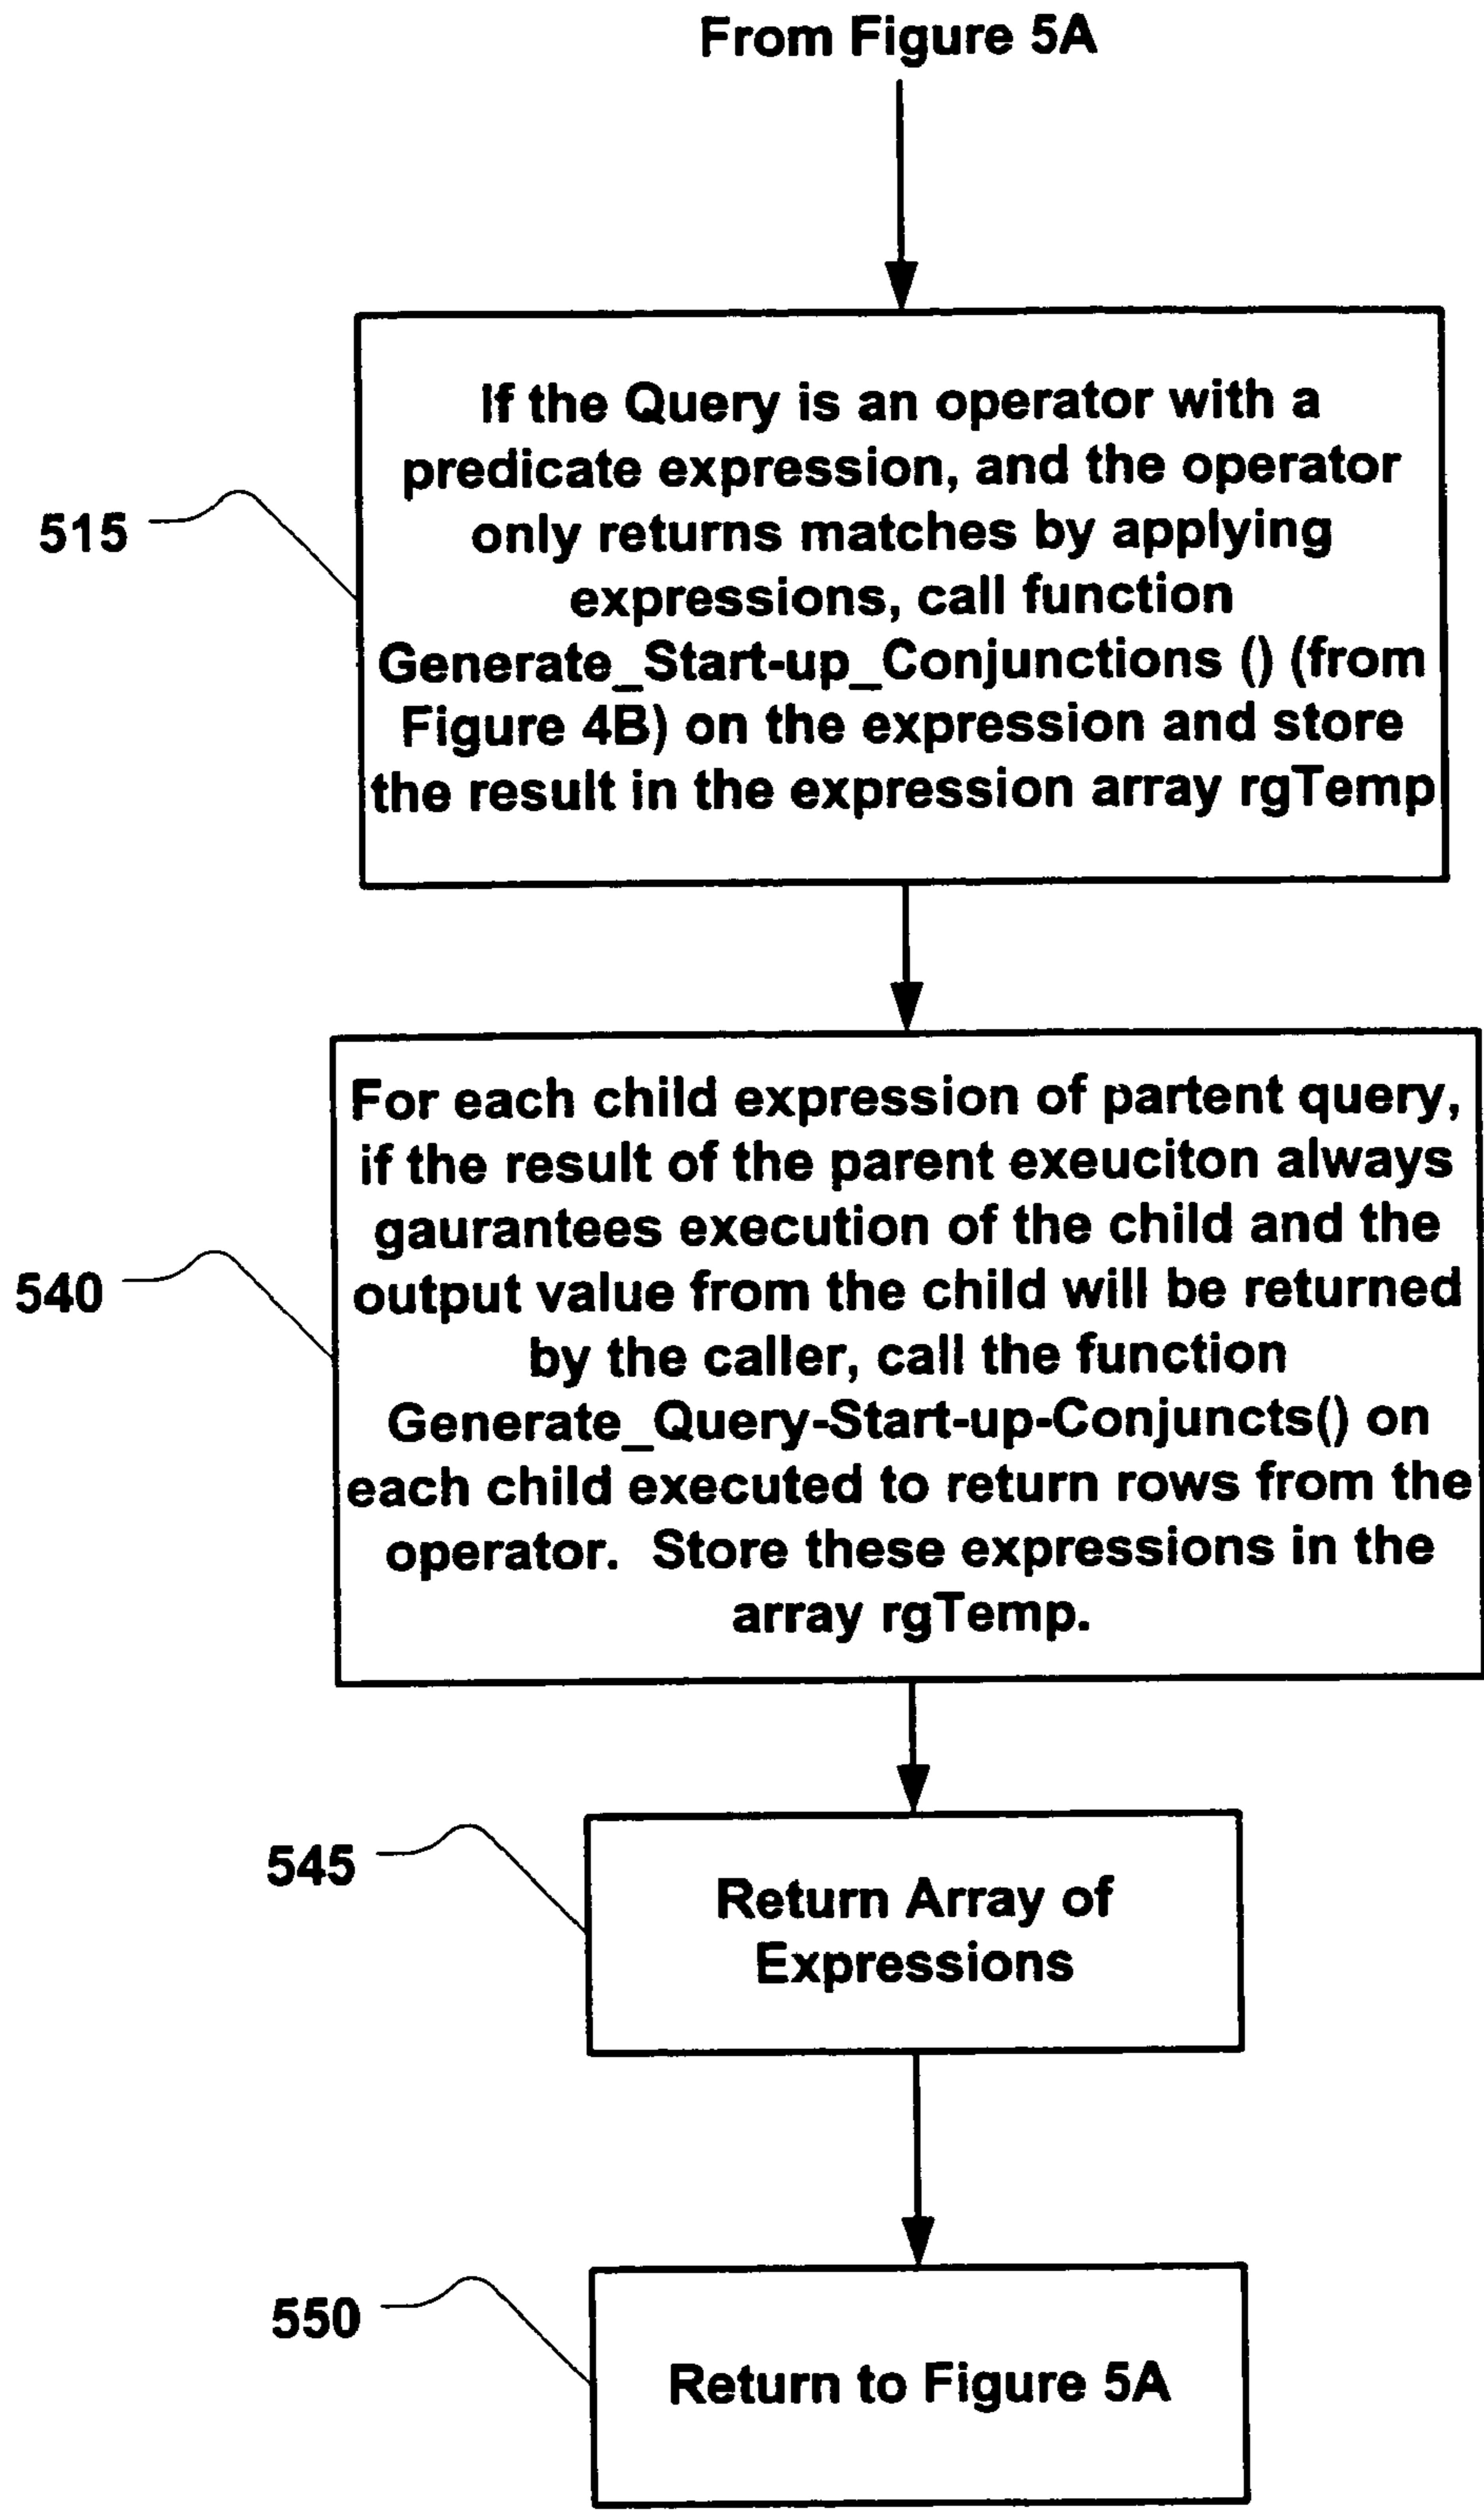 From Figure 5A
If the Query is an operator with a
predicate expression, and the operator
only returns matches by applying
expressions, call function
Generate_Start-up_Conjunctions () (from
Figure 4B) on the expression and store
the result in the expression array rgTemp
515
For each child expression of partent query,
if the result of the parent exeuciton always
gaurantees execution of the child and the
output value from the child will be returned
by the caller, call the function
Generate_Query-Start-up-Conjuncts() on
each child executed to return rows from the
operator.  Store these expressions in the
array rgTemp.
540
545
Return Array of
Expressions
550
Return to Figure 5A